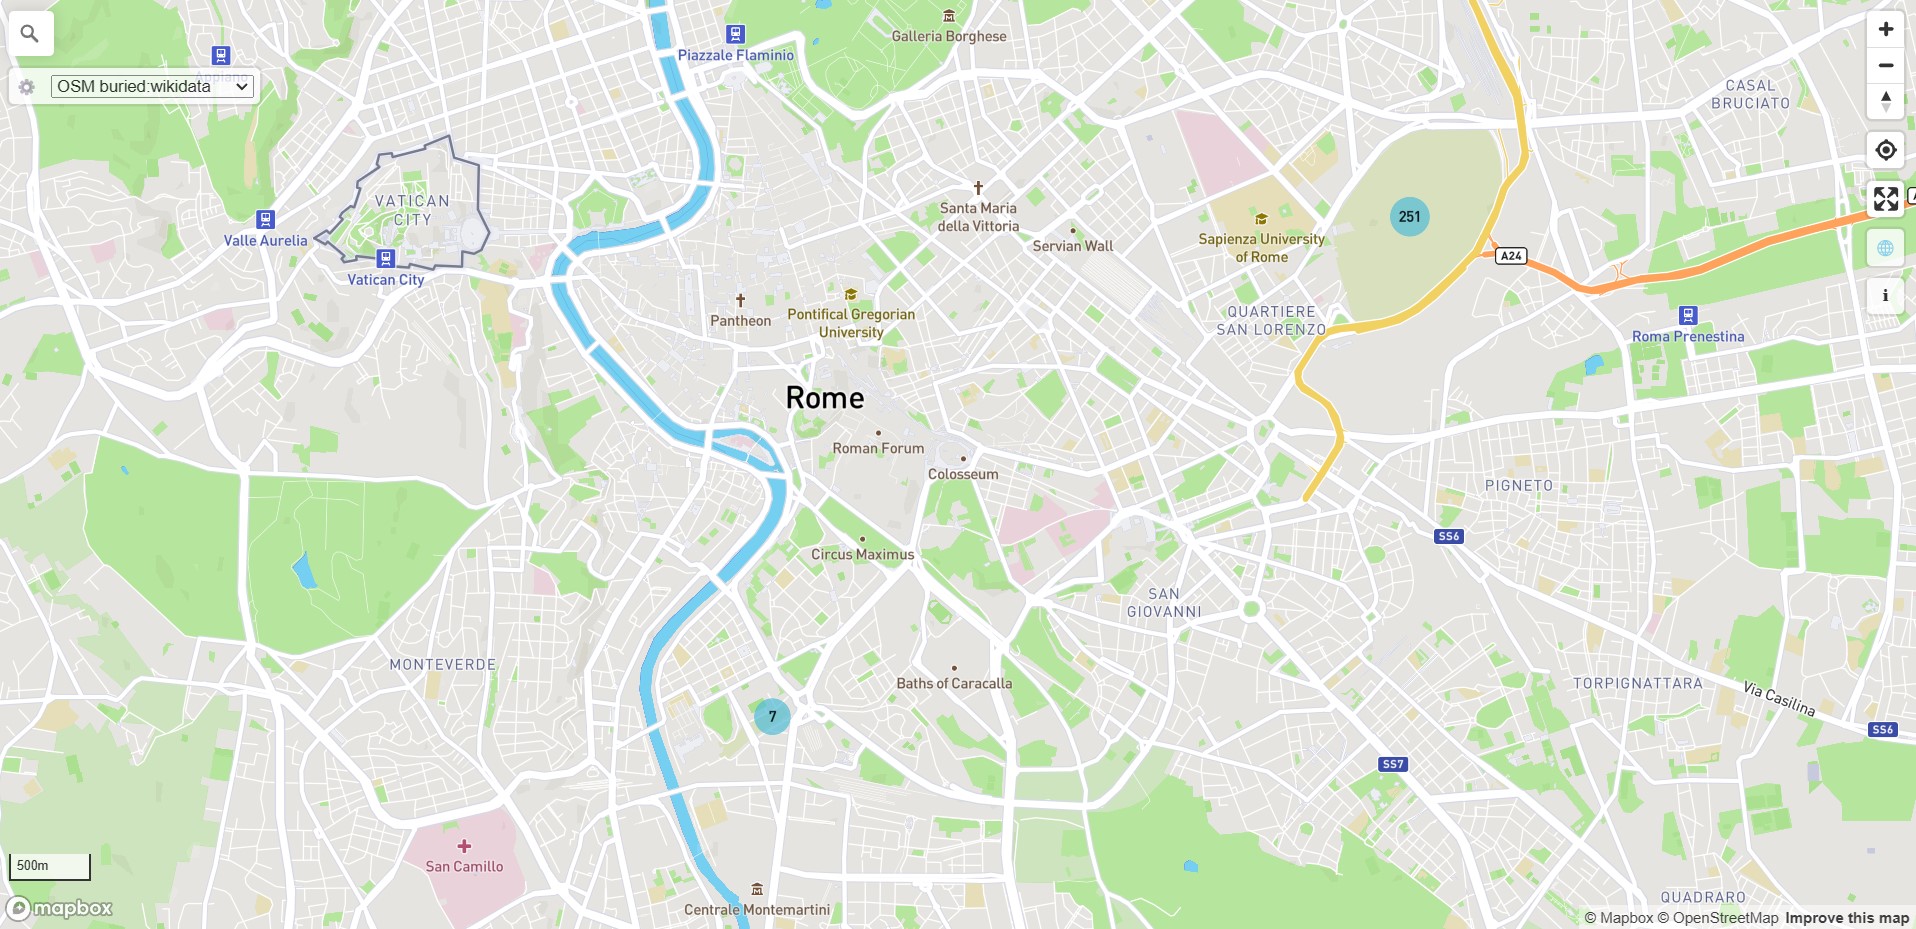 Galleria Borghese
Piazzale Flaminio
OSM buried:wikidata
CASAL
BRUCIATO
VATICAN
CITY
Valle Aurelia
Vatican City
Santa Maria
della Vittoria
Servian Wall
Sapienza University
of Rome
251
A24
Pantheon
Pontifical Gregorian
University
QUARTIERE
SAN LORENZO
i
Roma Prenestina
Rome
Roman Forum
Colosseum
PIGNETO
SS6
Circus Maximus
SAN
GIOVANNI
MONTEVERDE
Baths of Caracalla
TORPIGNATTARA
Via Casilina
7
SS6
SS7
San Camillo
500m
QUADRARO
Centrale Montemartini
mapbox
© Mapbox © OpenStreetMap Improve this map